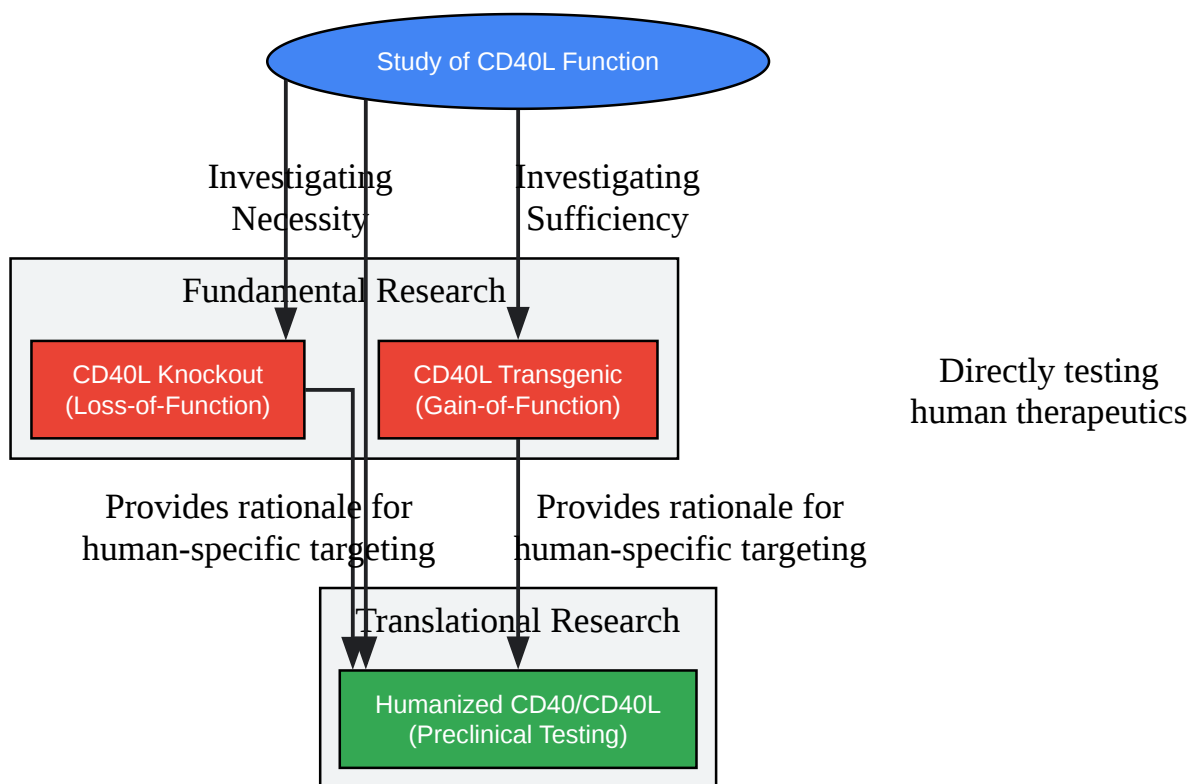 Study of CD40L Function
Investigating
Necessity
Investigating
Sufficiency
Fundamental Research
CD40L Knockout
(Loss-of-Function)
CD40L Transgenic
(Gain-of-Function)
Directly testing
human therapeutics
Provides rationale for
human-specific targeting
Provides rationale for
human-specific targeting
Translational Research
Humanized CD40/CD40L
(Preclinical Testing)